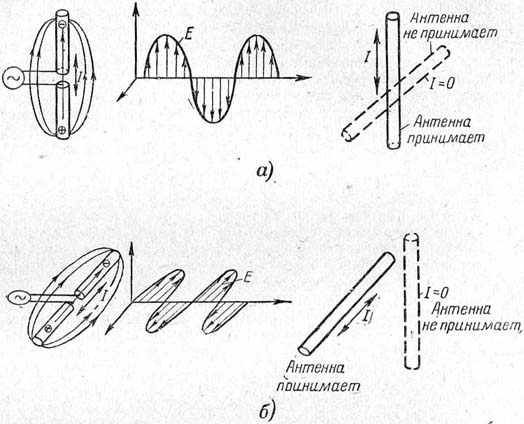 I
E
Антенна
не принимает
I
I=0
Антенна
принимает
а)
I
E
I
Антенна
принимает
I=0
Антенна
не принимает
б)